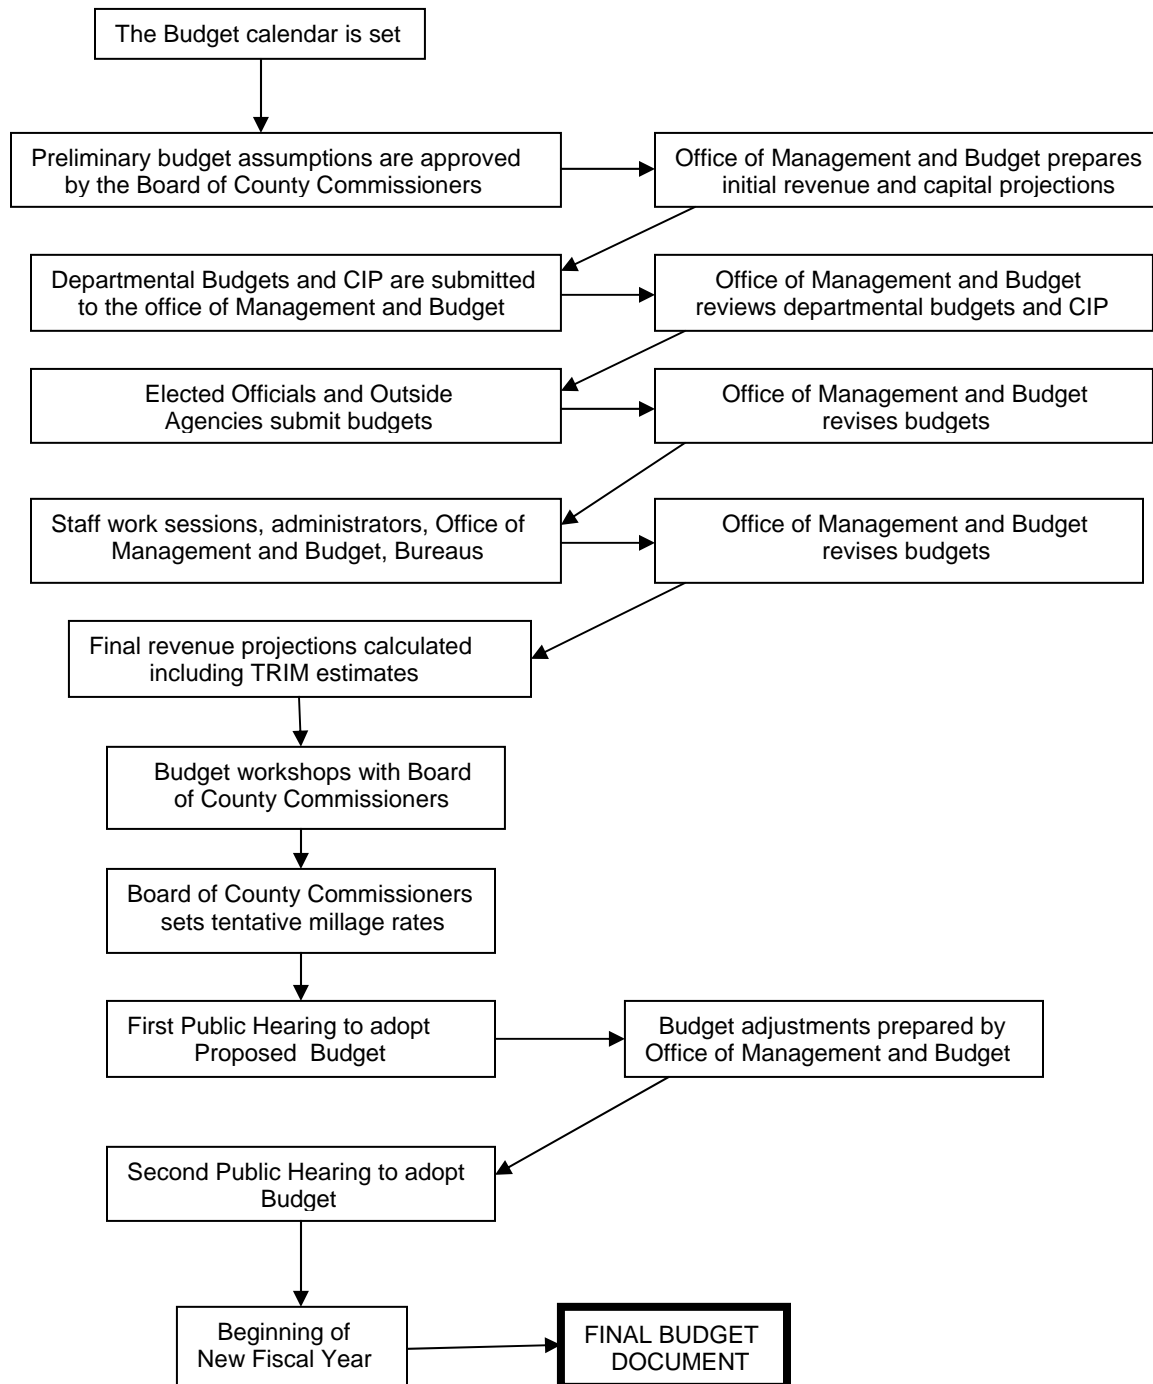 The Budget calendar is set
Preliminary budget assumptions are approved
by the Board of County Commissioners
Office of Management and Budget prepares
initial revenue and capital projections
Departmental Budgets and CIP are submitted
to the office of Management and Budget
Office of Management and Budget
reviews departmental budgets and CIP
Elected Officials and Outside
Agencies submit budgets
Office of Management and Budget
revises budgets
Staff work sessions, administrators, Office of
Management and Budget, Bureaus
Office of Management and Budget
revises budgets
Final revenue projections calculated
including TRIM estimates
Budget workshops with Board
of County Commissioners
Board of County Commissioners
sets tentative millage rates
First Public Hearing to adopt
Proposed Budget
Budget adjustments prepared by
Office of Management and Budget
Second Public Hearing to adopt
Budget
Beginning of
New Fiscal Year
FINAL BUDGET
DOCUMENT